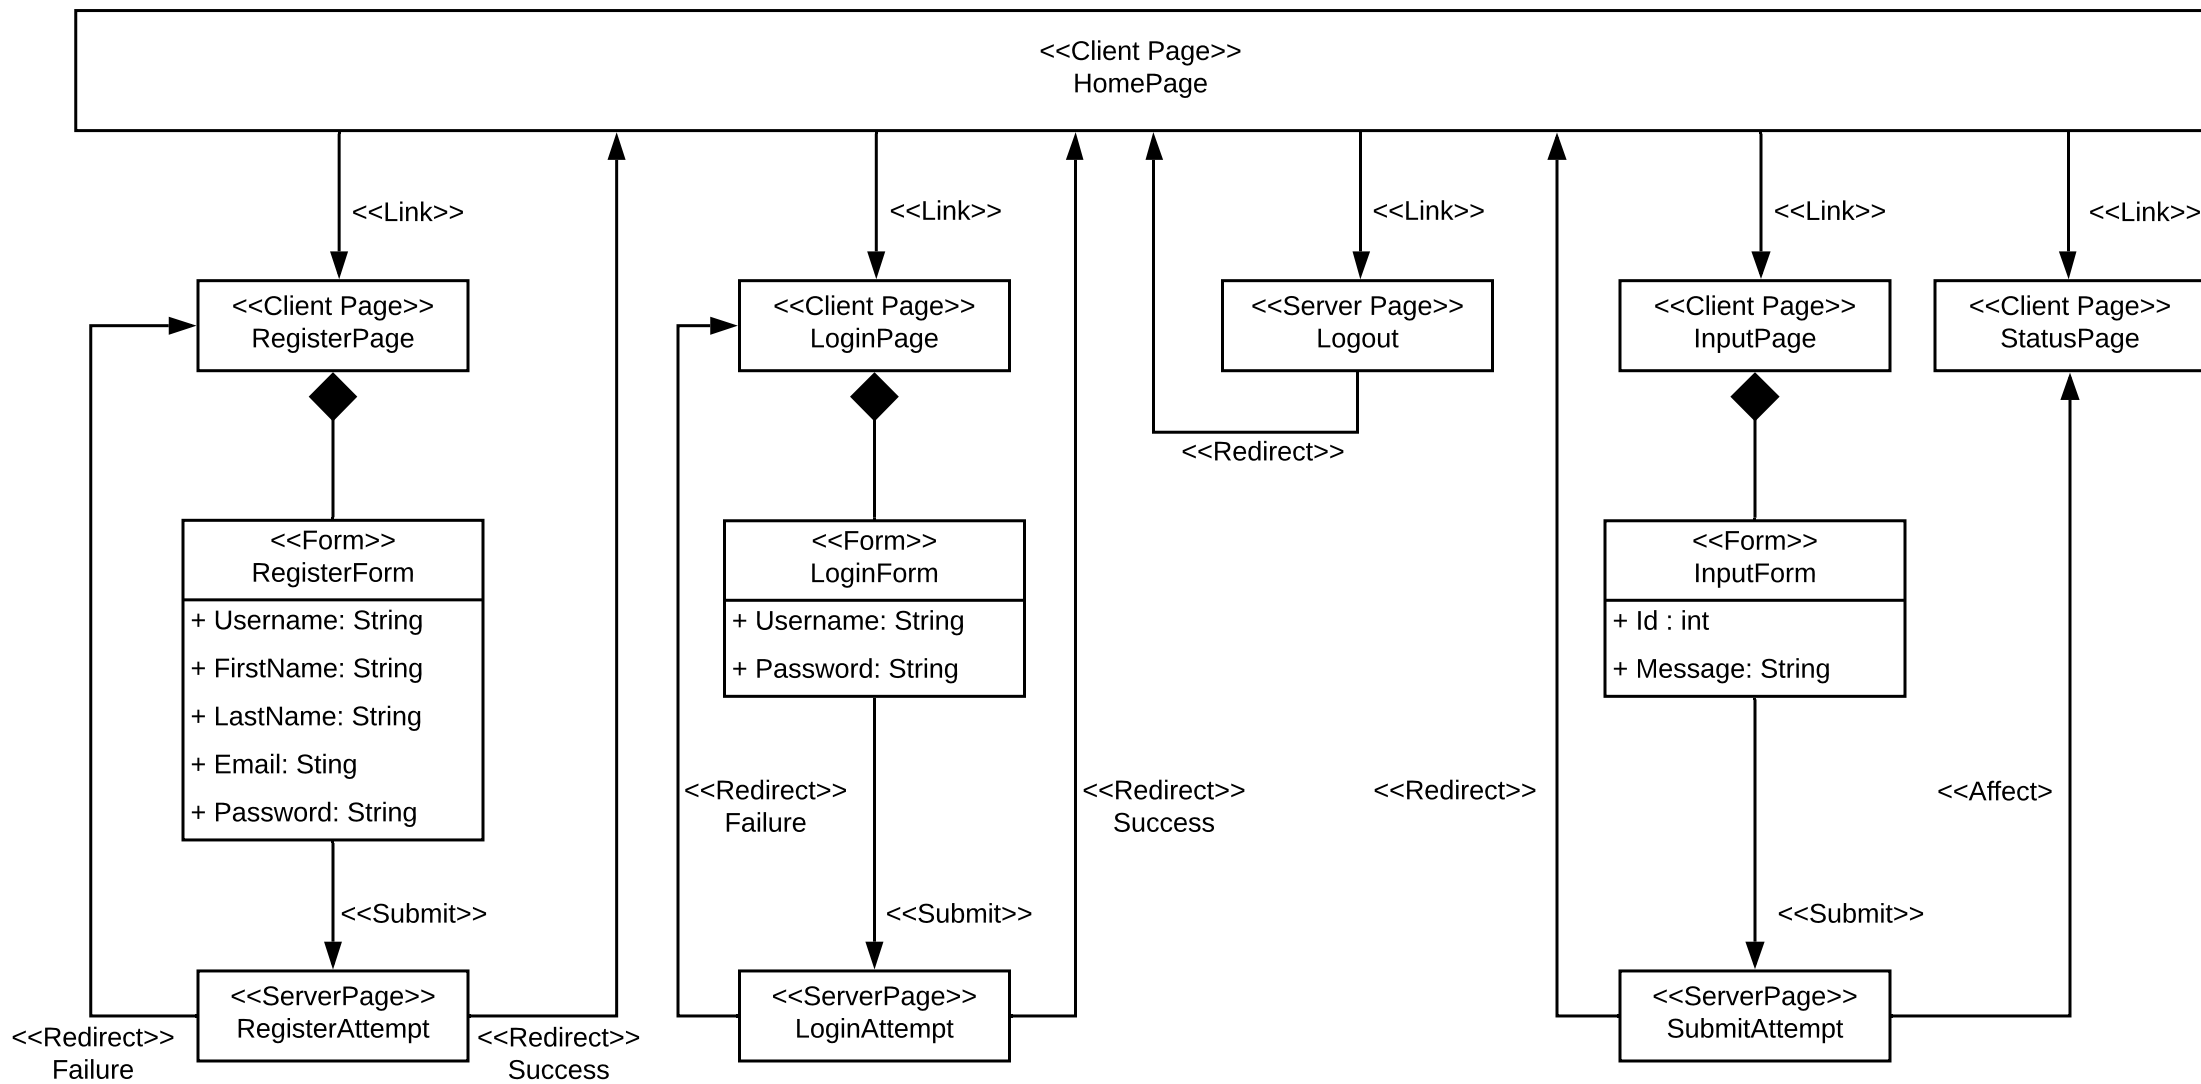 <<Client Page>>
HomePage
<<Link>>
<<Link>>
<<Link>>
<<Link>>
<<Link>>
<<Client Page>>
RegisterPage
<<Client Page>>
LoginPage
<<Server Page>>
Logout
<<Client Page>>
InputPage
<<Client Page>>
StatusPage
<<Redirect>>
<<Form>>
RegisterForm
+ Username: String
+ FirstName: String
+ LastName: String
+ Email: Sting
+ Password: String
<<Form>>
LoginForm
+ Username: String
+ Password: String
<<Form>>
InputForm
+ Id : int
+ Message: String
<<Redirect>>
Failure
<<Redirect>>
Success
<<Redirect>>
<<Affect>
<<Submit>>
<<Submit>>
<<Submit>>
<<ServerPage>>
RegisterAttempt
<<ServerPage>>
LoginAttempt
<<ServerPage>>
SubmitAttempt
<<Redirect>>
Failure
<<Redirect>>
Success